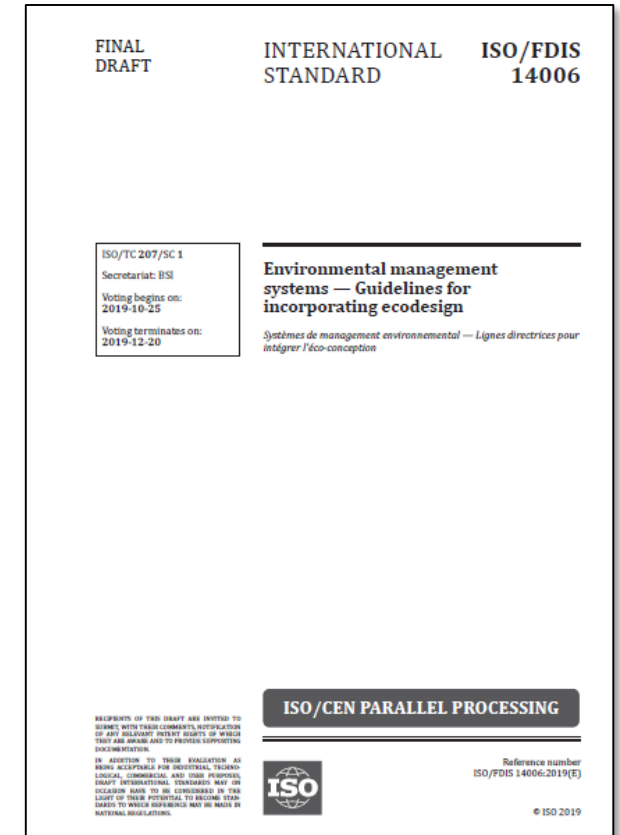 FINAL
DRAFT
INTERNATIONAL
STANDARD
ISO/FDIS
14006
ISO/TC 207/SC 1
Secretariat: BSI
Voting begins on:
2019-10-25
Voting terminates on:
2019-12-20
Environmental management
systems — Guidelines for
incorporating ecodesign
Systèmes de management environnemental — Lignes directrices pour
intégrer l'éco-conception
RECIPIENTS OF THIS DRAFT ARE INVITED TO
SUBMIT, WITH THEIR COMMENTS, NOTIFICATION
OF ANY RELEVANT PATENT RIGHTS OF WHICH
THEY ARE AWARE AND TO PROVIDE SUPPORTING
DOCUMENTATION.
IN ADDITION TO THEIR EVALUATION AS
BEING ACCEPTABLE FOR INDUSTRIAL, TECHNO-
LOGICAL, COMMERCIAL AND USER PURPOSES,
DRAFT INTERNATIONAL STANDARDS MAY ON
OCCASION HAVE TO BE CONSIDERED IN THE
LIGHT OF THEIR POTENTIAL TO BECOME STAN-
DARDS TO WHICH REFERENCE MAY BE MADE IN
NATIONAL REGULATIONS.
ISO/CEN PARALLEL PROCESSING
ISO
Reference number
ISO/FDIS 14006:2019(E)
© ISO 2019